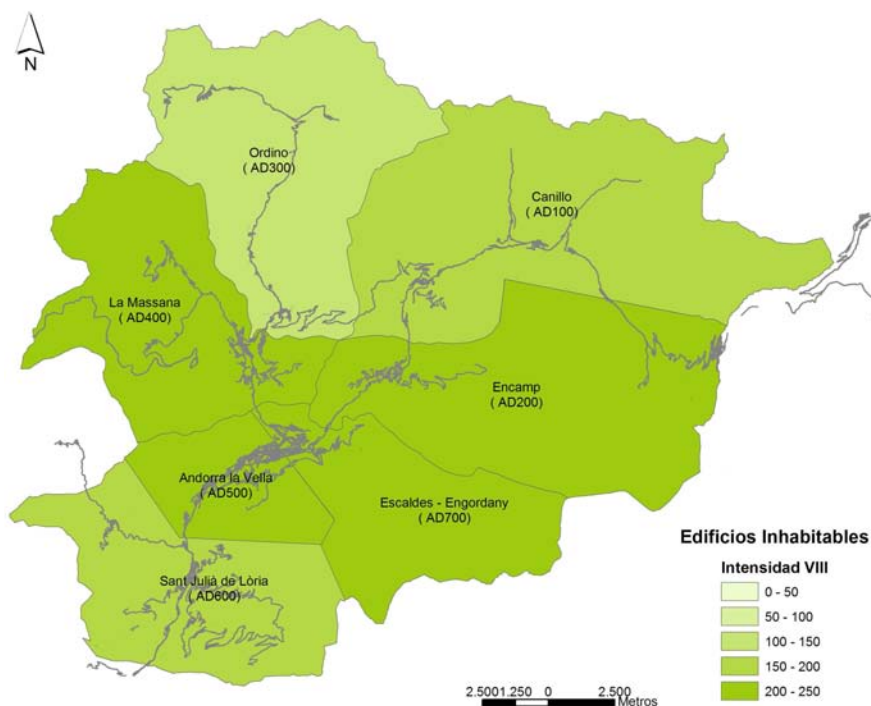 N
Ordino
( AD300)
Canillo
( AD100)
La Massana
( AD400)
Encamp
( AD200)
Andorra la Vella
( AD500)
Escaldes - Engordany
( AD700)
Sant Julià de Lòria
( AD600)
Edificios Inhabitables
Intensidad VIII
0 - 50
50 - 100
100 - 150
150 - 200
200 - 250
2.500 1.250 0 2.500
Metros